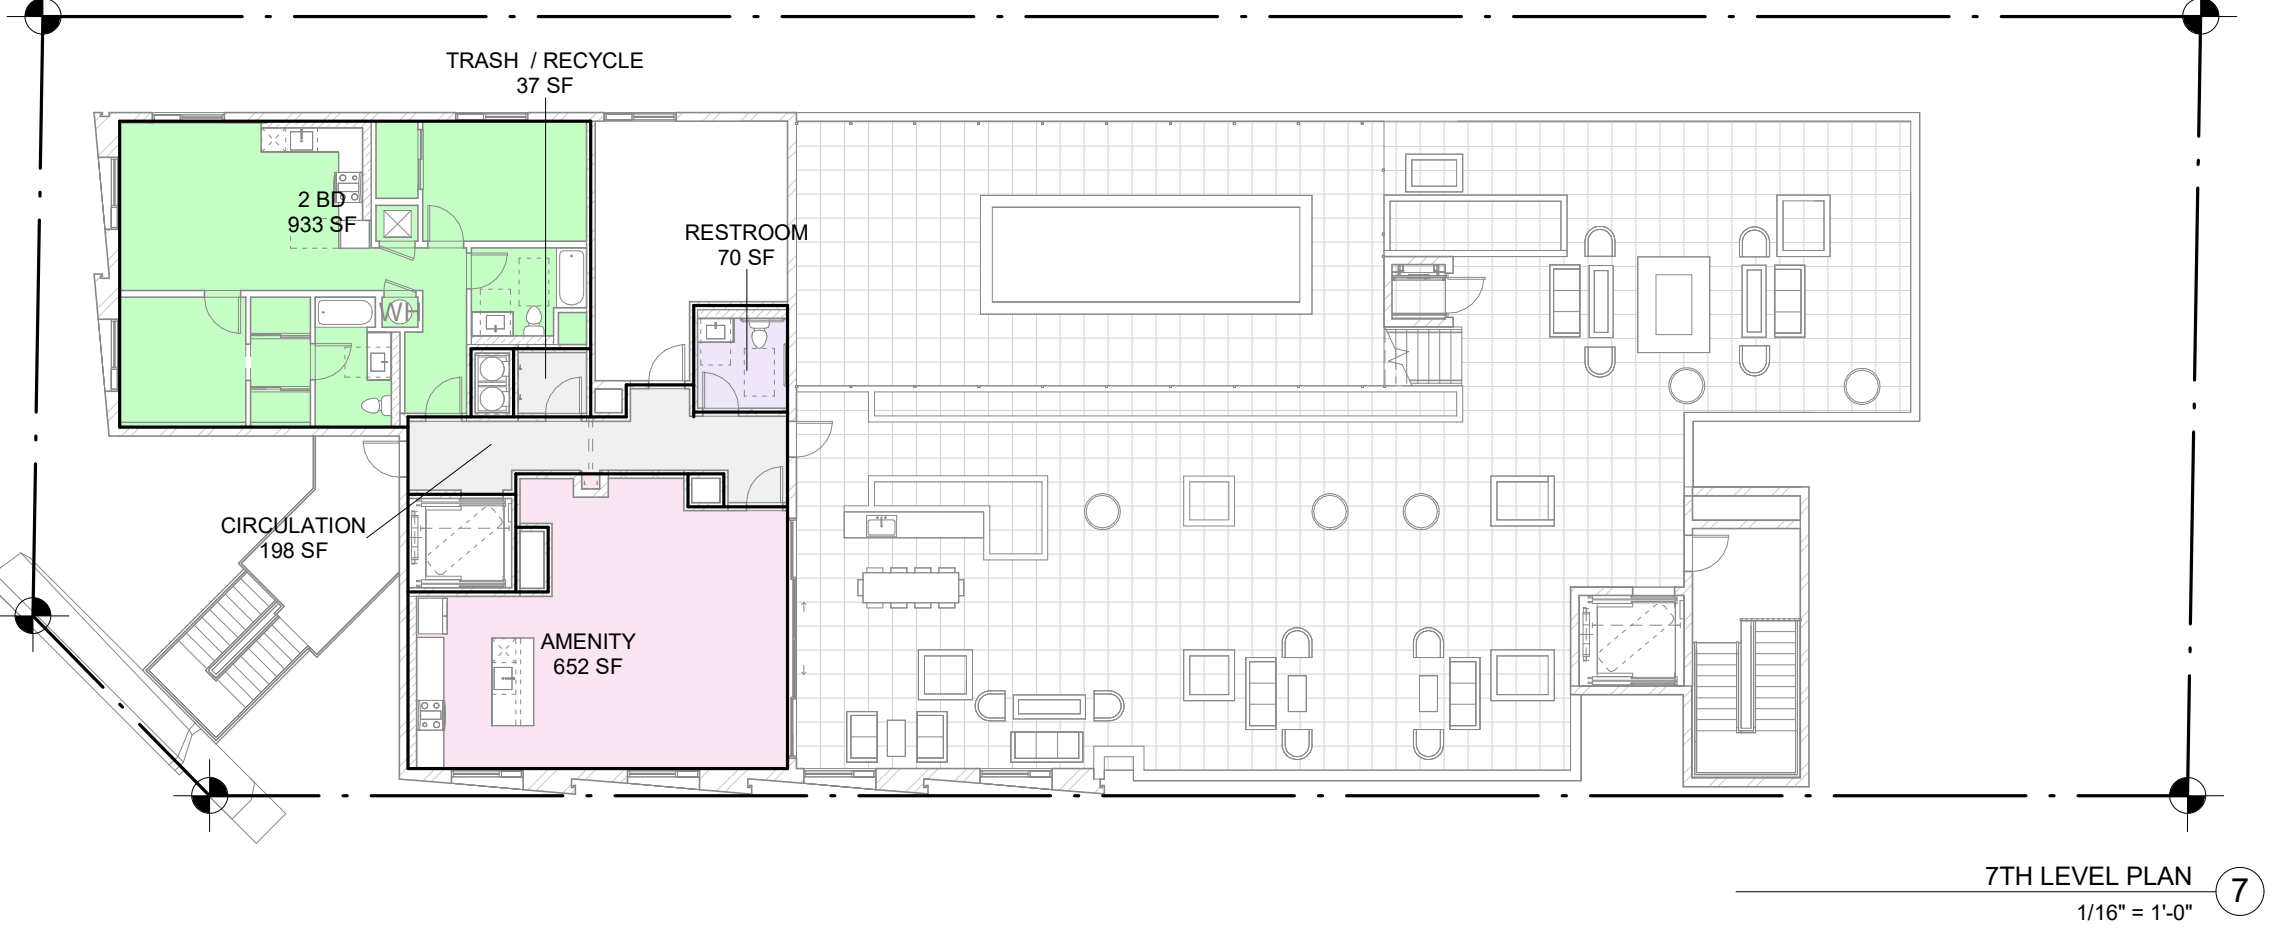 TRASH / RECYCLE
37 SF
2 BD
933 SF
RESTROOM
70 SF
WH
CIRCULATION
198 SF
AMENITY
652 SF
7TH LEVEL PLAN
7
1/16" = 1'-0"